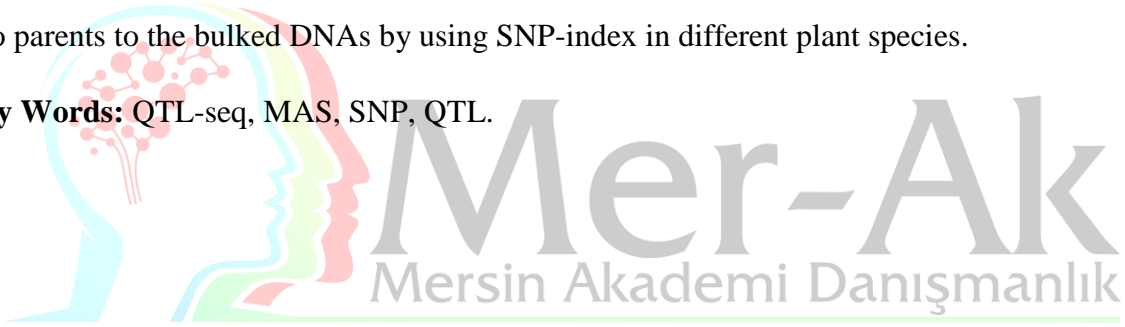 o parents to the bulked DNAs by using SNP-index in different plant species.
y Words: QTL-seq, MAS, SNP, QTL.
Mer-Ak
Mersin Akademi Danışmanlık